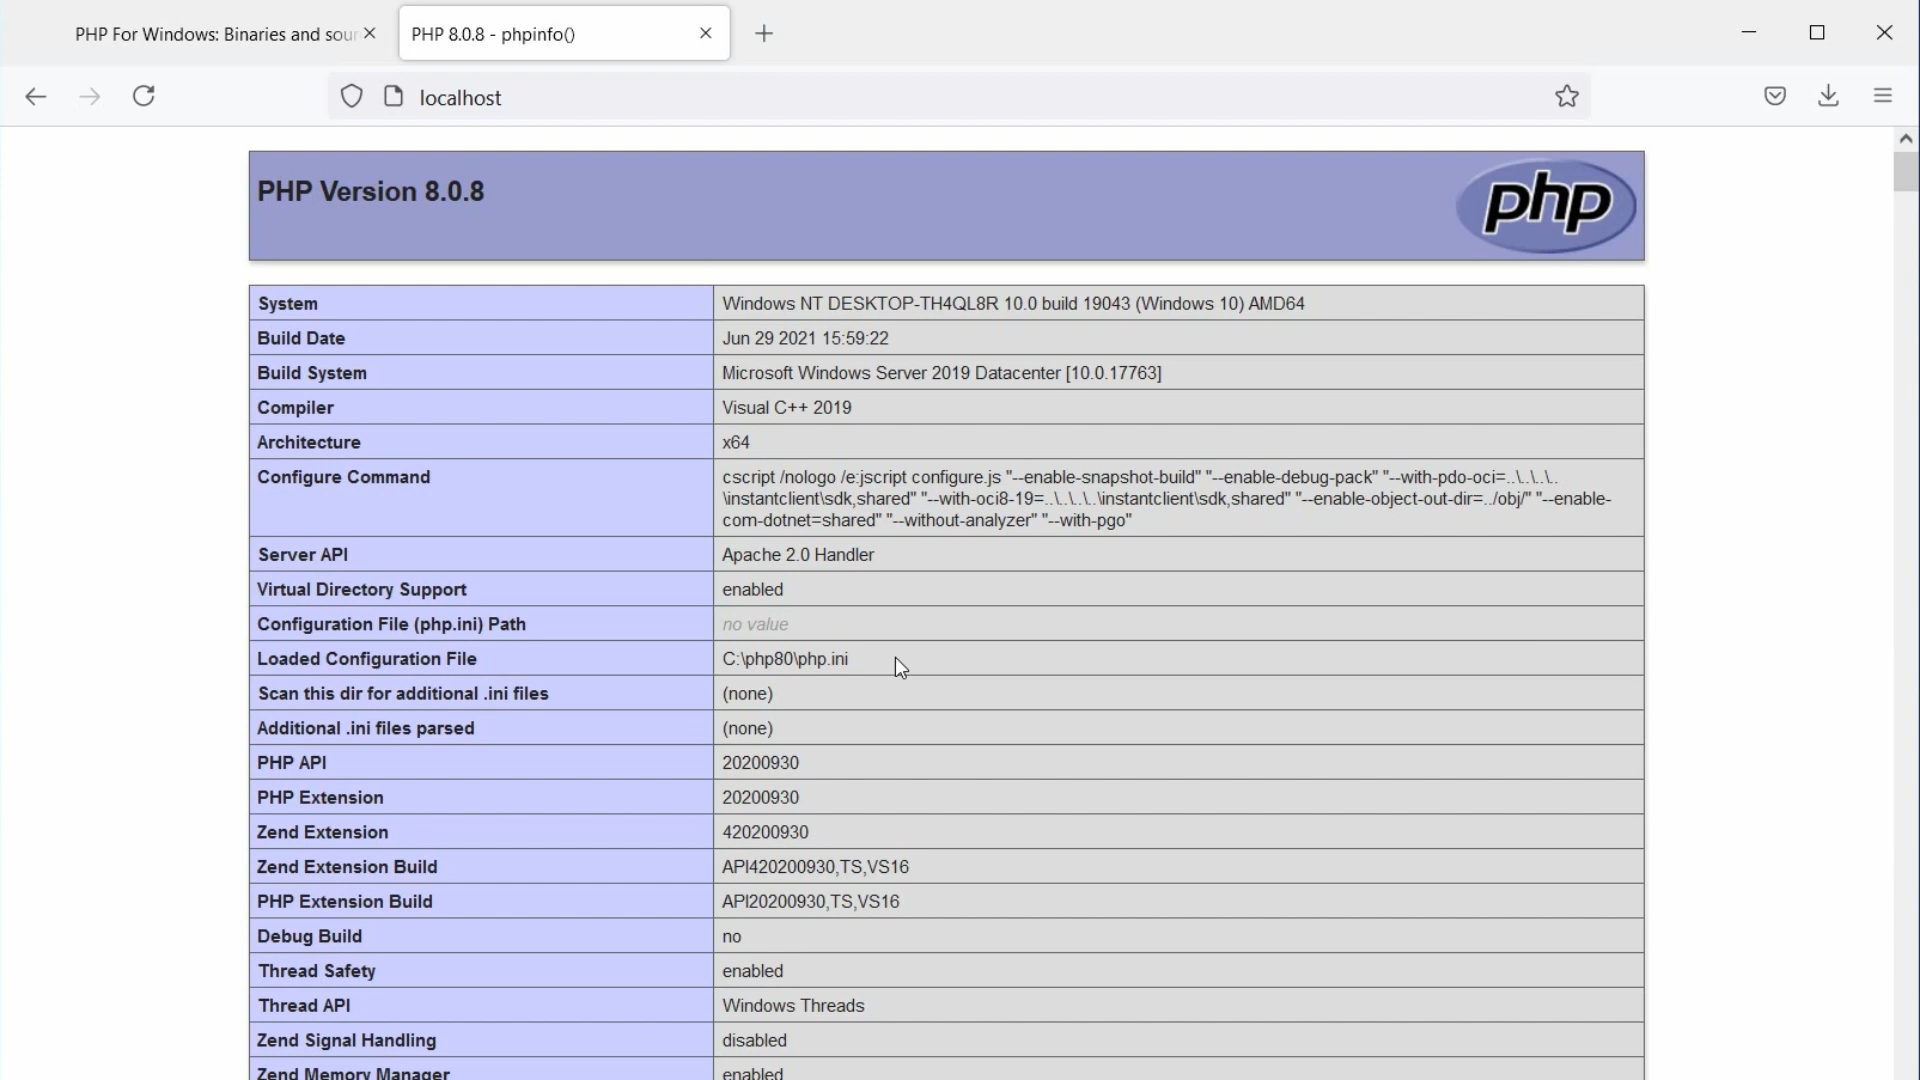 PHP For Windows: Binaries and sour
PHP 8.0.8 - phpinfo()
localhost
PHP Version 8.0.8
php
System Windows NT DESKTOP-TH4QL8R 10.0 build 19043 (Windows 10) AMD64
Build Date Jun 29 2021 15:59:22
Build System Microsoft Windows Server 2019 Datacenter [10.0.17763]
Compiler Visual C++ 2019
Architecture x64
Configure Command cscript /nologo /e:jscript configure.js "--enable-snapshot-build" "--enable-debug-pack" "--with-pdo-oci=..\..\..\..
\instantclient\sdk,shared" "--with-oci8-19=..\..\..\..\instantclient\sdk,shared" "--enable-object-out-dir=../obj/" "--enable-
com-dotnet=shared" "--without-analyzer" "--with-pgo"
Server API Apache 2.0 Handler
Virtual Directory Support enabled
Configuration File (php.ini) Path no value
Loaded Configuration File C:\php80\php.ini
Scan this dir for additional .ini files (none)
Additional .ini files parsed (none)
PHP API 20200930
PHP Extension 20200930
Zend Extension 420200930
Zend Extension Build API420200930,TS,VS16
PHP Extension Build API20200930,TS,VS16
Debug Build no
Thread Safety enabled
Thread API Windows Threads
Zend Signal Handling disabled
Zend Memory Manager enabled